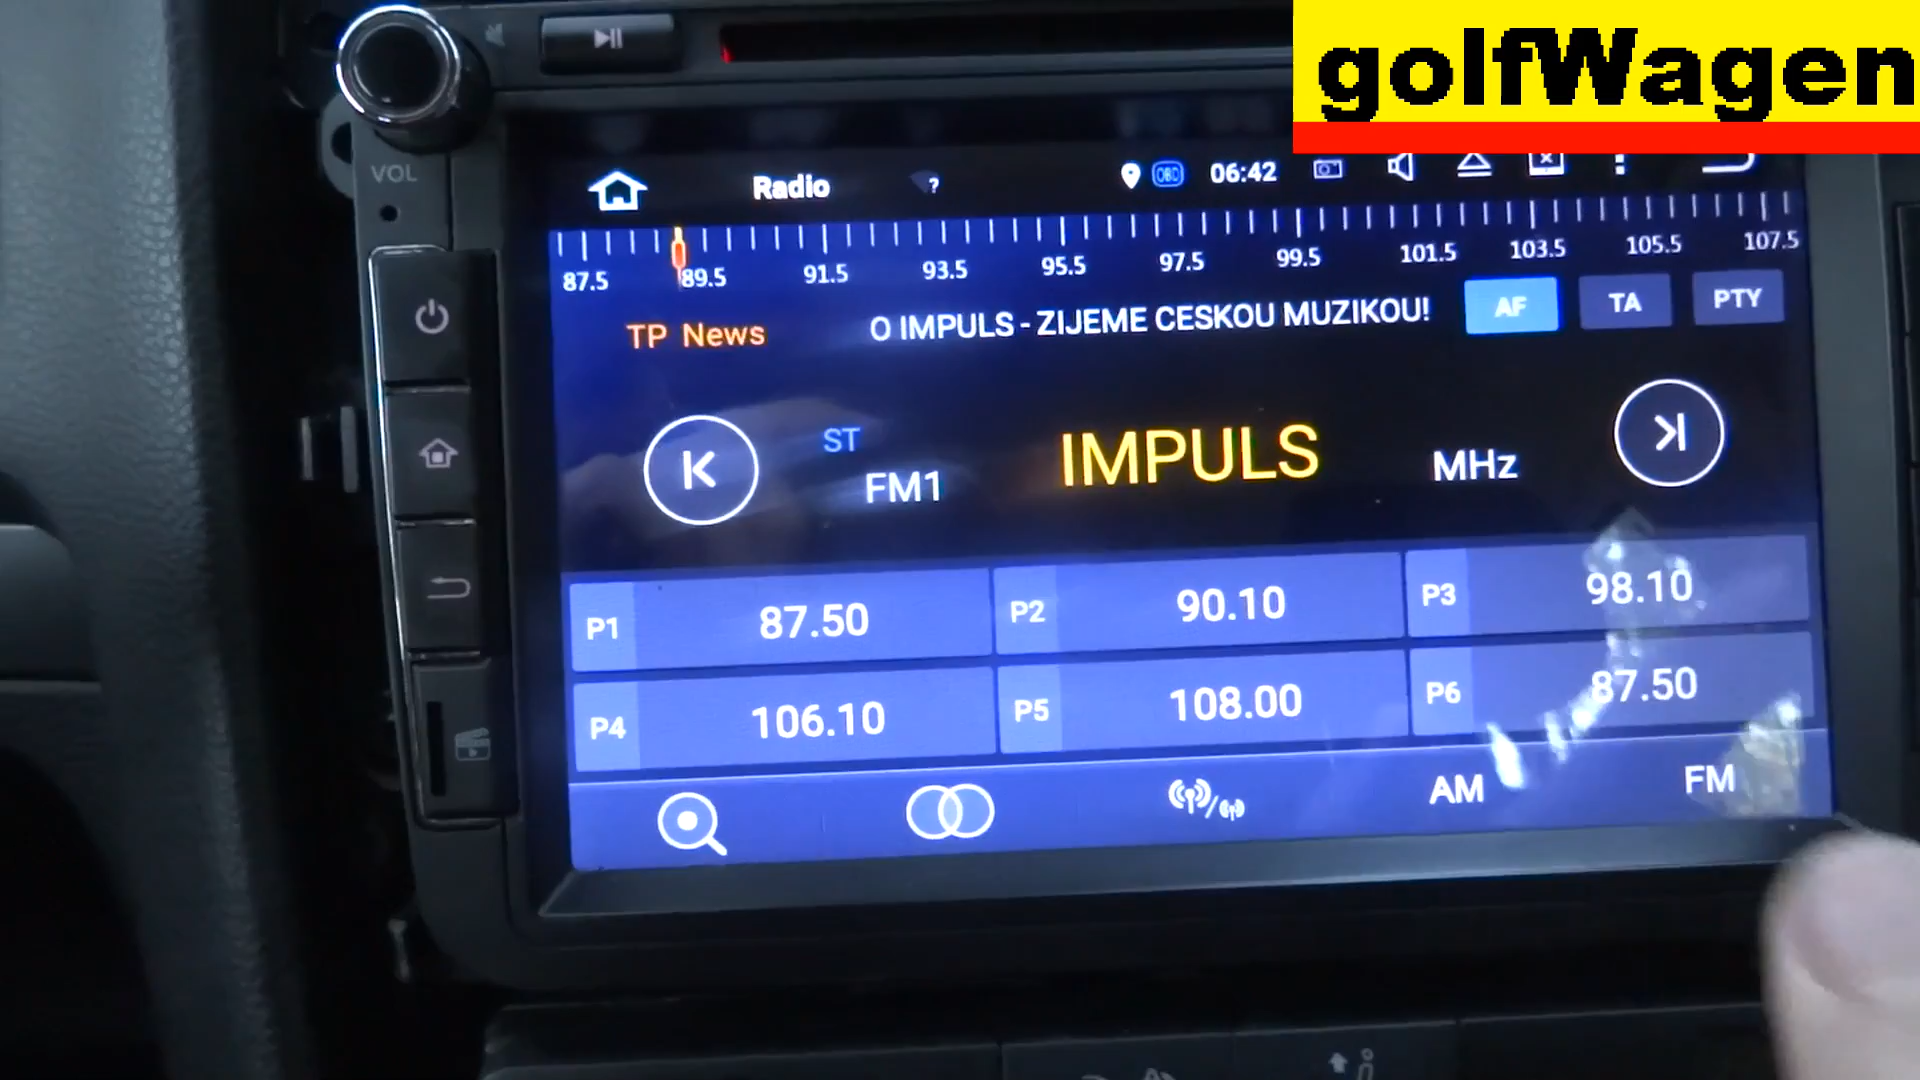 golfWagen
VOL
Radio ? OBD 06:42
87.5 89.5 91.5 93.5 95.5 97.5 99.5 101.5 103.5 105.5 107.5
TP News O IMPULS - ZIJEME CESKOU MUZIKOU! AF TA PTY
ST
FM1 IMPULS MHz
P1 87.50 P2 90.10 P3 98.10
P4 106.10 P5 108.00 P6 87.50
AM FM